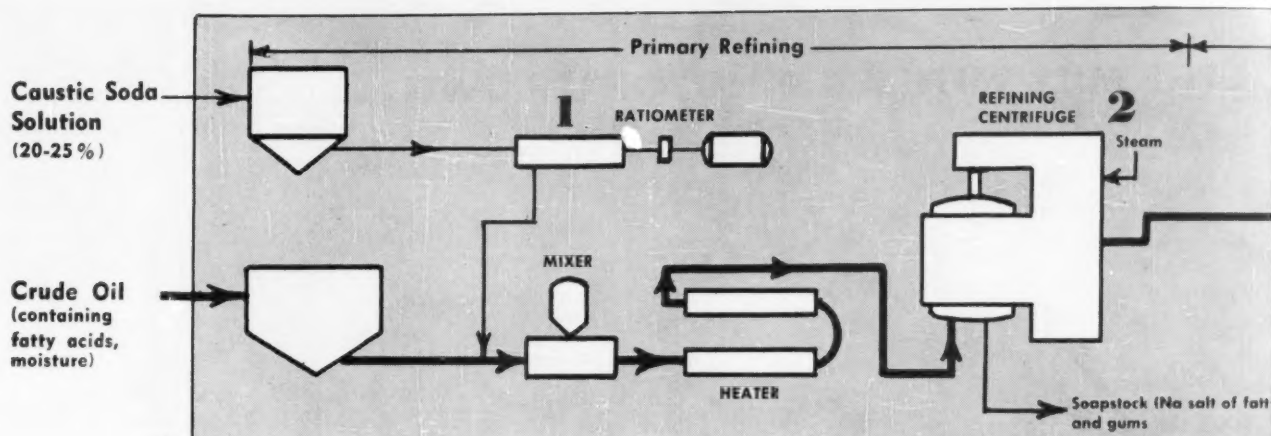 Primary Refining
Caustic Soda
Solution
(20-25%)
1
RATIOMETER
REFINING
CENTRIFUGE
2
Steam
Crude Oil
(containing
fatty acids,
moisture)
MIXER
HEATER
Soapstock (Na salt of fatt
and gums